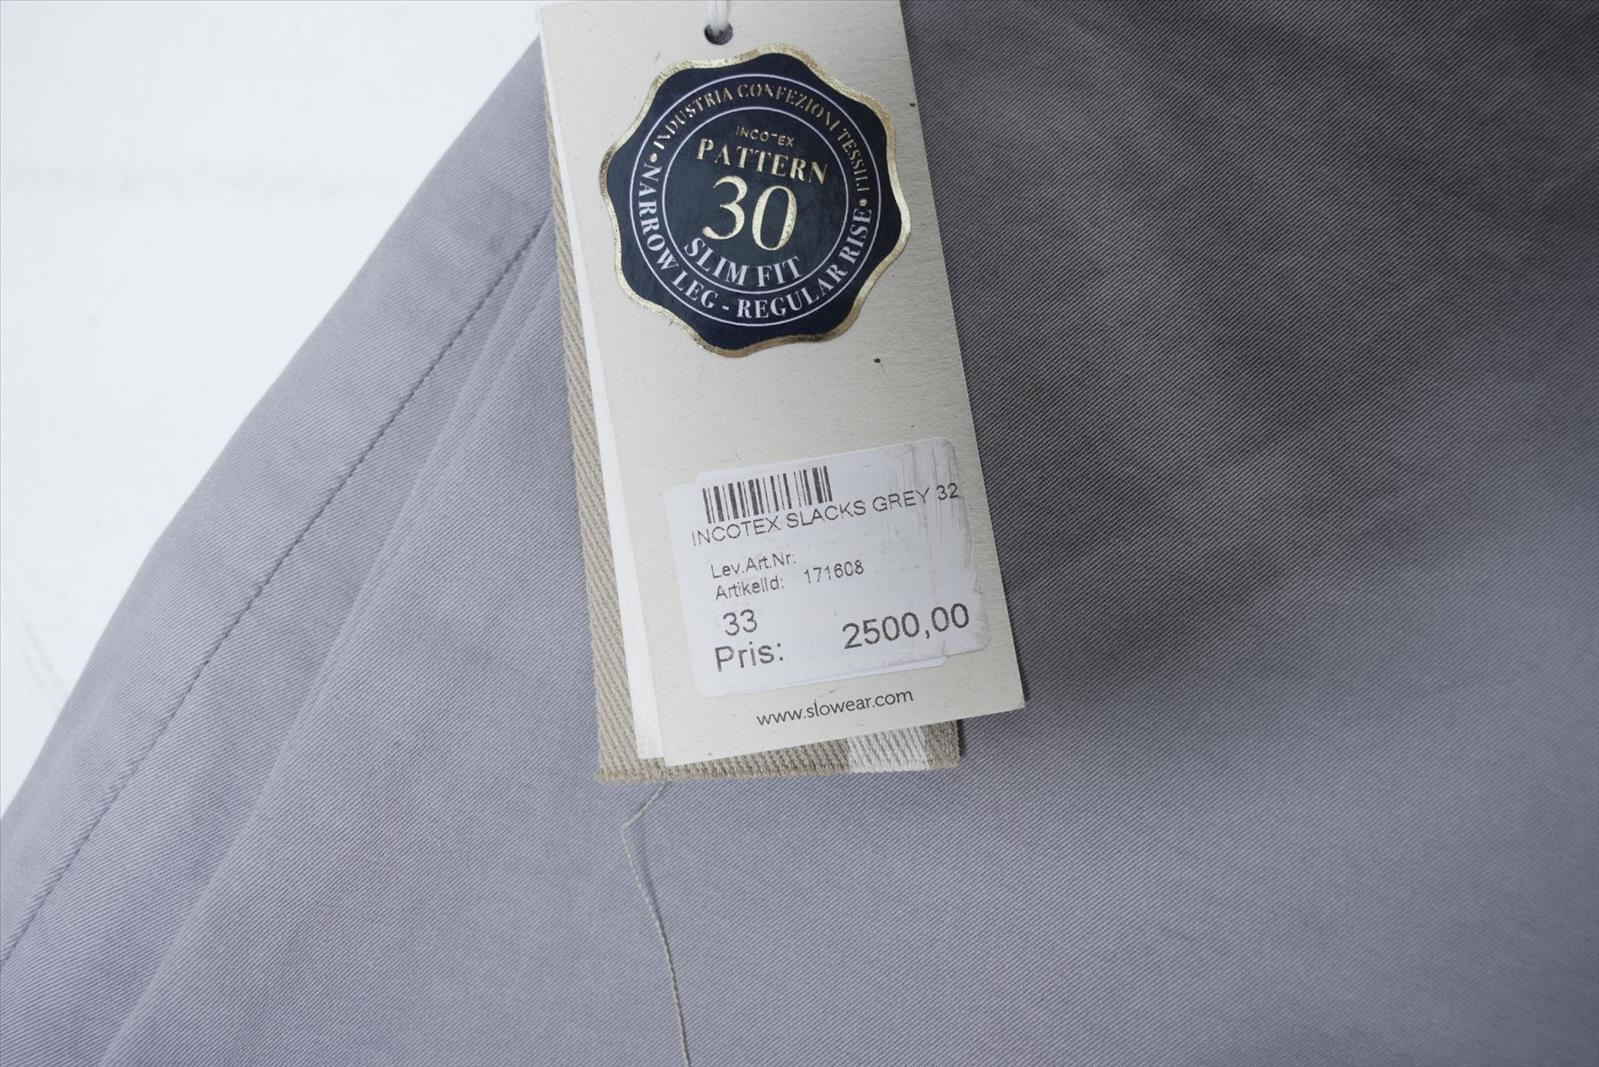 INDUSTRIA CONFEZIONI TESSILI
INCOTEX
PATTERN
30
SLIM FIT
NARROW LEG - REGULAR RISE
INCOTEX SLACKS GREY 32
Lev.Art.Nr:
ArtikelId: 171608
33
Pris: 2500,00
www.slowear.com